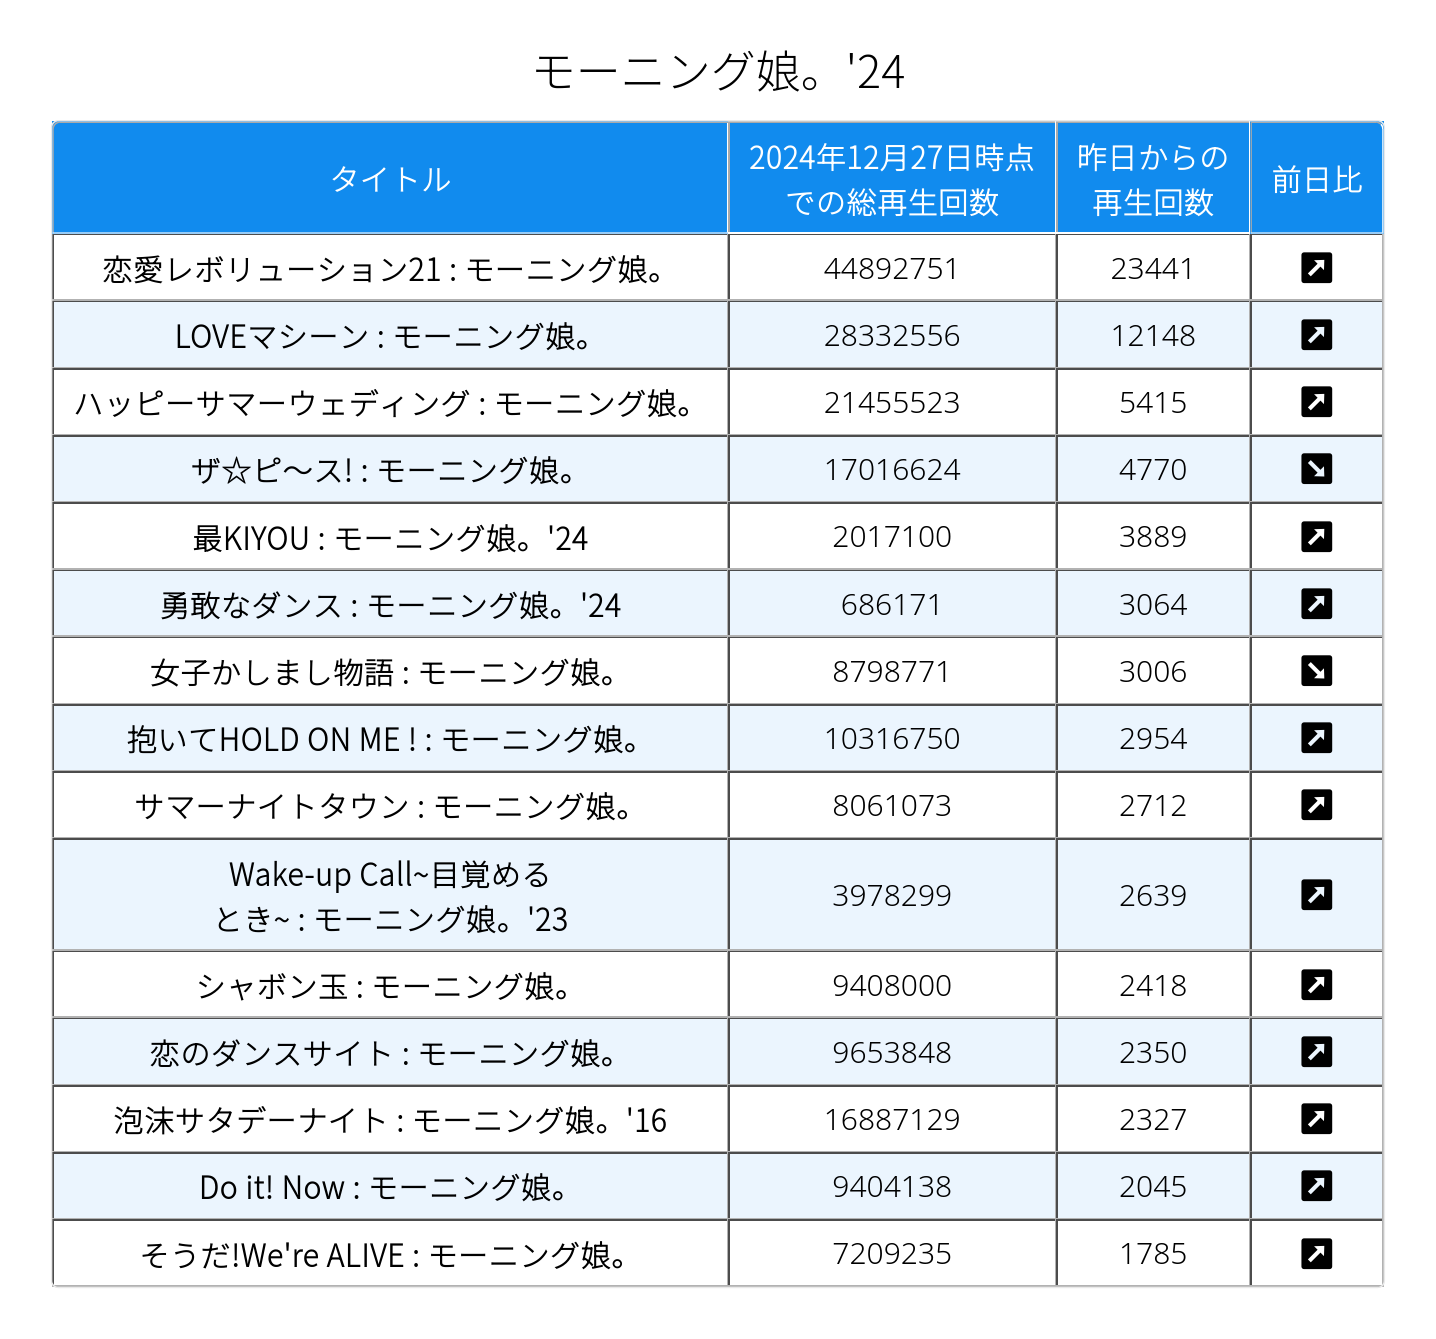 モーニング娘。'24
タイトル
2024年12月27日時点
での総再生回数
昨日からの
再生回数
前日比
恋愛レボリューション21 : モーニング娘。 44892751 23441
LOVEマシーン : モーニング娘。 28332556 12148
ハッピーサマーウェディング : モーニング娘。 21455523 5415
ザ☆ピ〜ス! : モーニング娘。 17016624 4770
最KIYOU : モーニング娘。'24 2017100 3889
勇敢なダンス : モーニング娘。'24 686171 3064
女子かしまし物語 : モーニング娘。 8798771 3006
抱いてHOLD ON ME ! : モーニング娘。 10316750 2954
サマーナイトタウン : モーニング娘。 8061073 2712
Wake-up Call~目覚める
とき~ : モーニング娘。'23 3978299 2639
シャボン玉 : モーニング娘。 9408000 2418
恋のダンスサイト : モーニング娘。 9653848 2350
泡沫サタデーナイト : モーニング娘。'16 16887129 2327
Do it! Now : モーニング娘。 9404138 2045
そうだ!We're ALIVE : モーニング娘。 7209235 1785